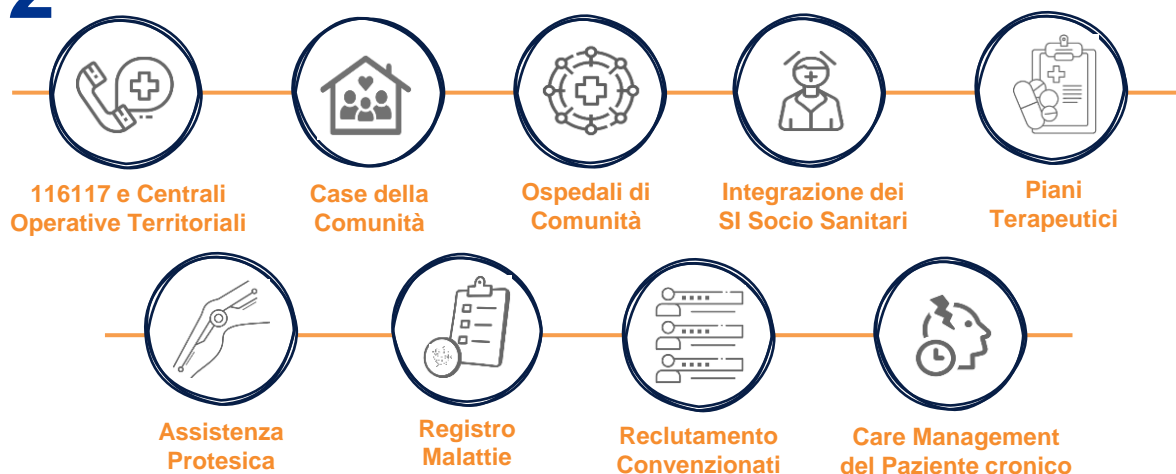 2
116117 e Centrali
Operative Territoriali
Case della
Comunità
Ospedali di
Comunità
Integrazione dei
SI Socio Sanitari
Piani
Terapeutici
Assistenza
Protesica
Registro
Malattie
Reclutamento
Convenzionati
Care Management
del Paziente cronico